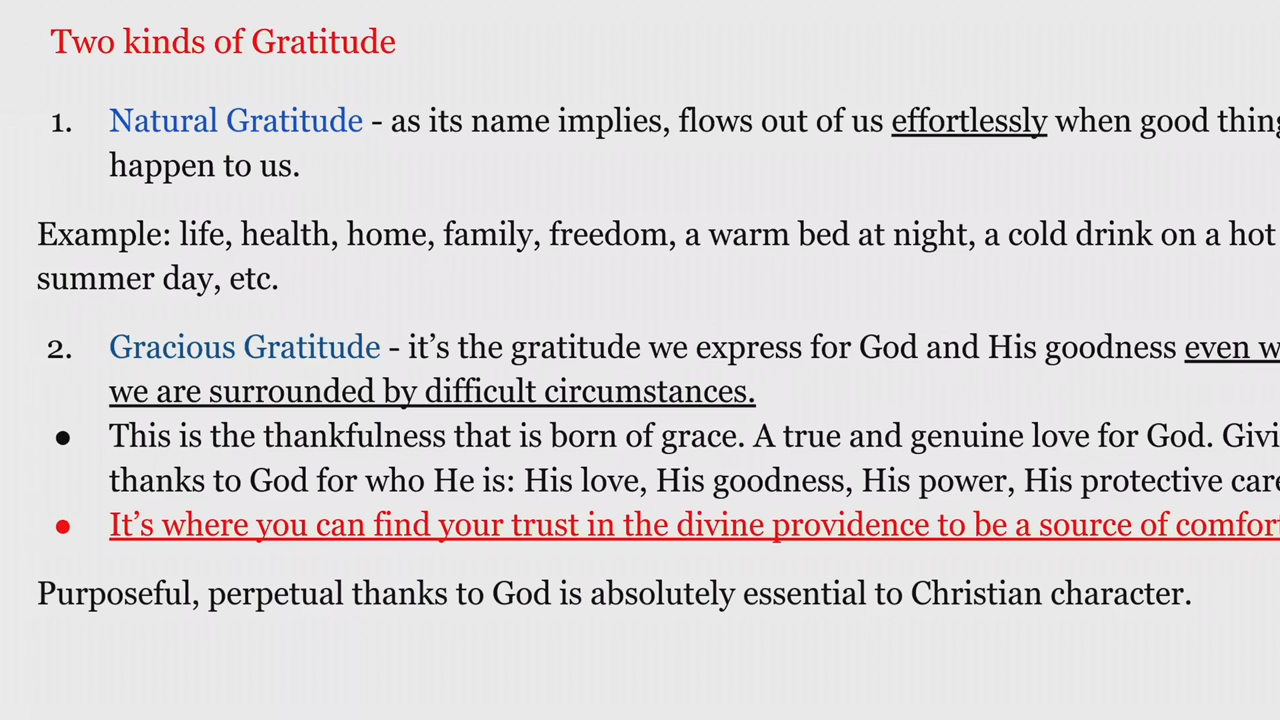 Two kinds of Gratitude
1. Natural Gratitude - as its name implies, flows out of us effortlessly when good thing
happen to us.
Example: life, health, home, family, freedom, a warm bed at night, a cold drink on a hot
summer day, etc.
2. Gracious Gratitude - it’s the gratitude we express for God and His goodness even w
we are surrounded by difficult circumstances.
● This is the thankfulness that is born of grace. A true and genuine love for God. Givi
thanks to God for who He is: His love, His goodness, His power, His protective care
● It’s where you can find your trust in the divine providence to be a source of comfort
Purposeful, perpetual thanks to God is absolutely essential to Christian character.